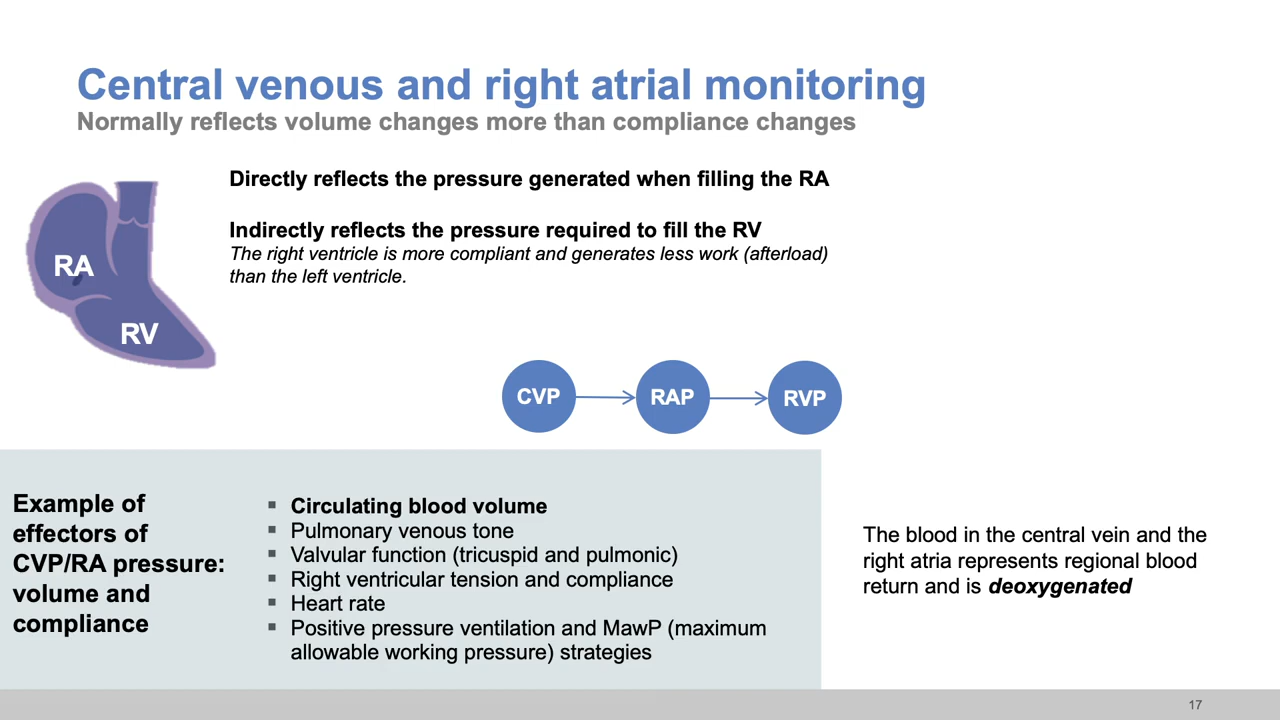 Central venous and right atrial monitoring
Normally reflects volume changes more than compliance changes
Directly reflects the pressure generated when filling the RA
Indirectly reflects the pressure required to fill the RV
The right ventricle is more compliant and generates less work (afterload)
than the left ventricle.
RA
RV
CVP
RAP
RVP
Example of
effectors of
CVP/RA pressure:
volume and
compliance
▪ Circulating blood volume
▪ Pulmonary venous tone
▪ Valvular function (tricuspid and pulmonic)
▪ Right ventricular tension and compliance
▪ Heart rate
▪ Positive pressure ventilation and MawP (maximum
allowable working pressure) strategies
The blood in the central vein and the
right atria represents regional blood
return and is deoxygenated
17